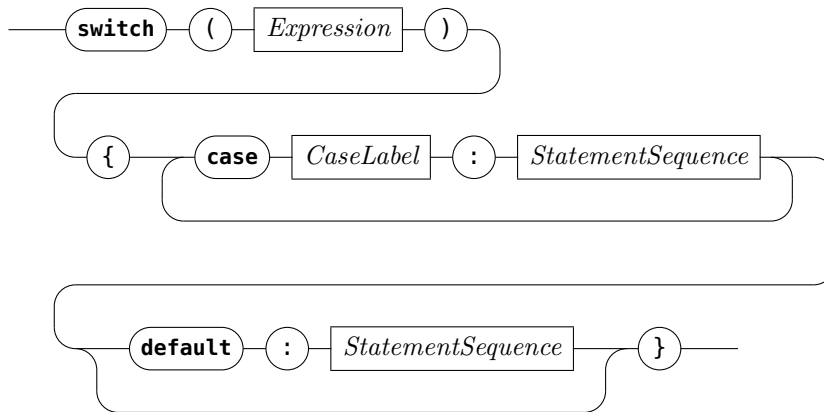 switch ( Expression )
{ case CaseLabel : StatementSequence
default : StatementSequence }